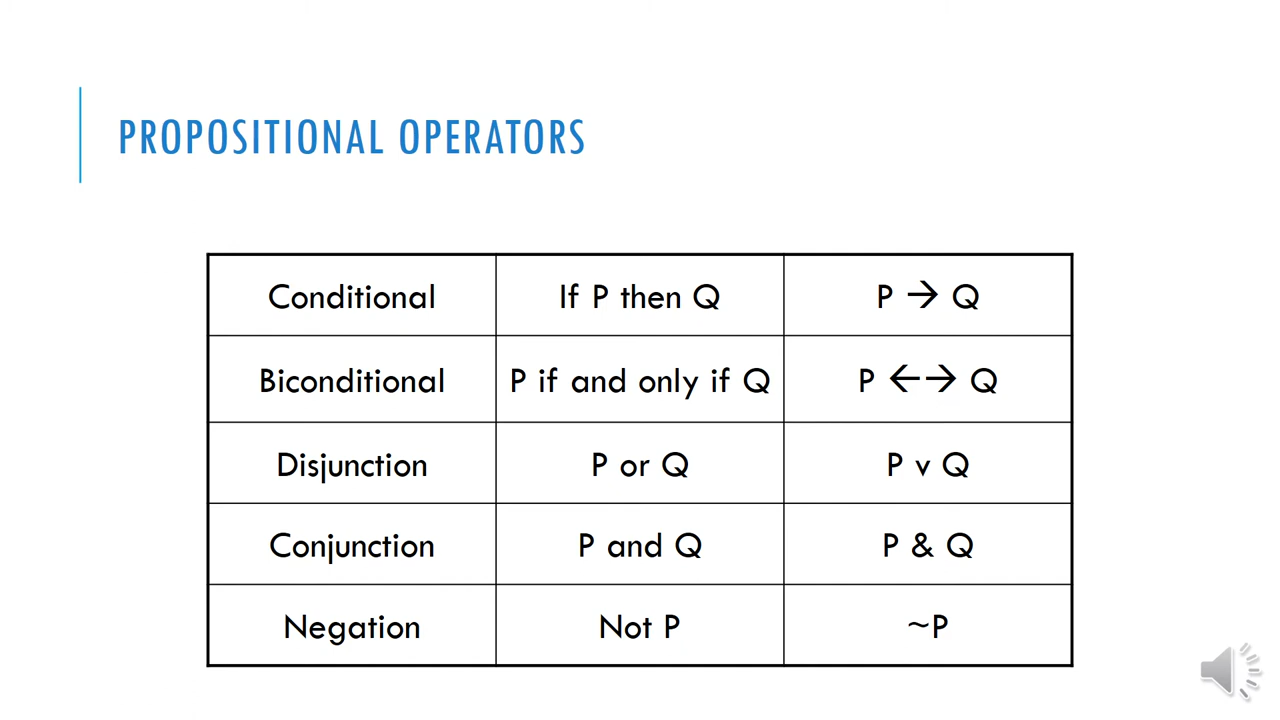 PROPOSITIONAL OPERATORS
Conditional If P then Q P → Q
Biconditional P if and only if Q P ←→ Q
Disjunction P or Q P v Q
Conjunction P and Q P & Q
Negation Not P ~P